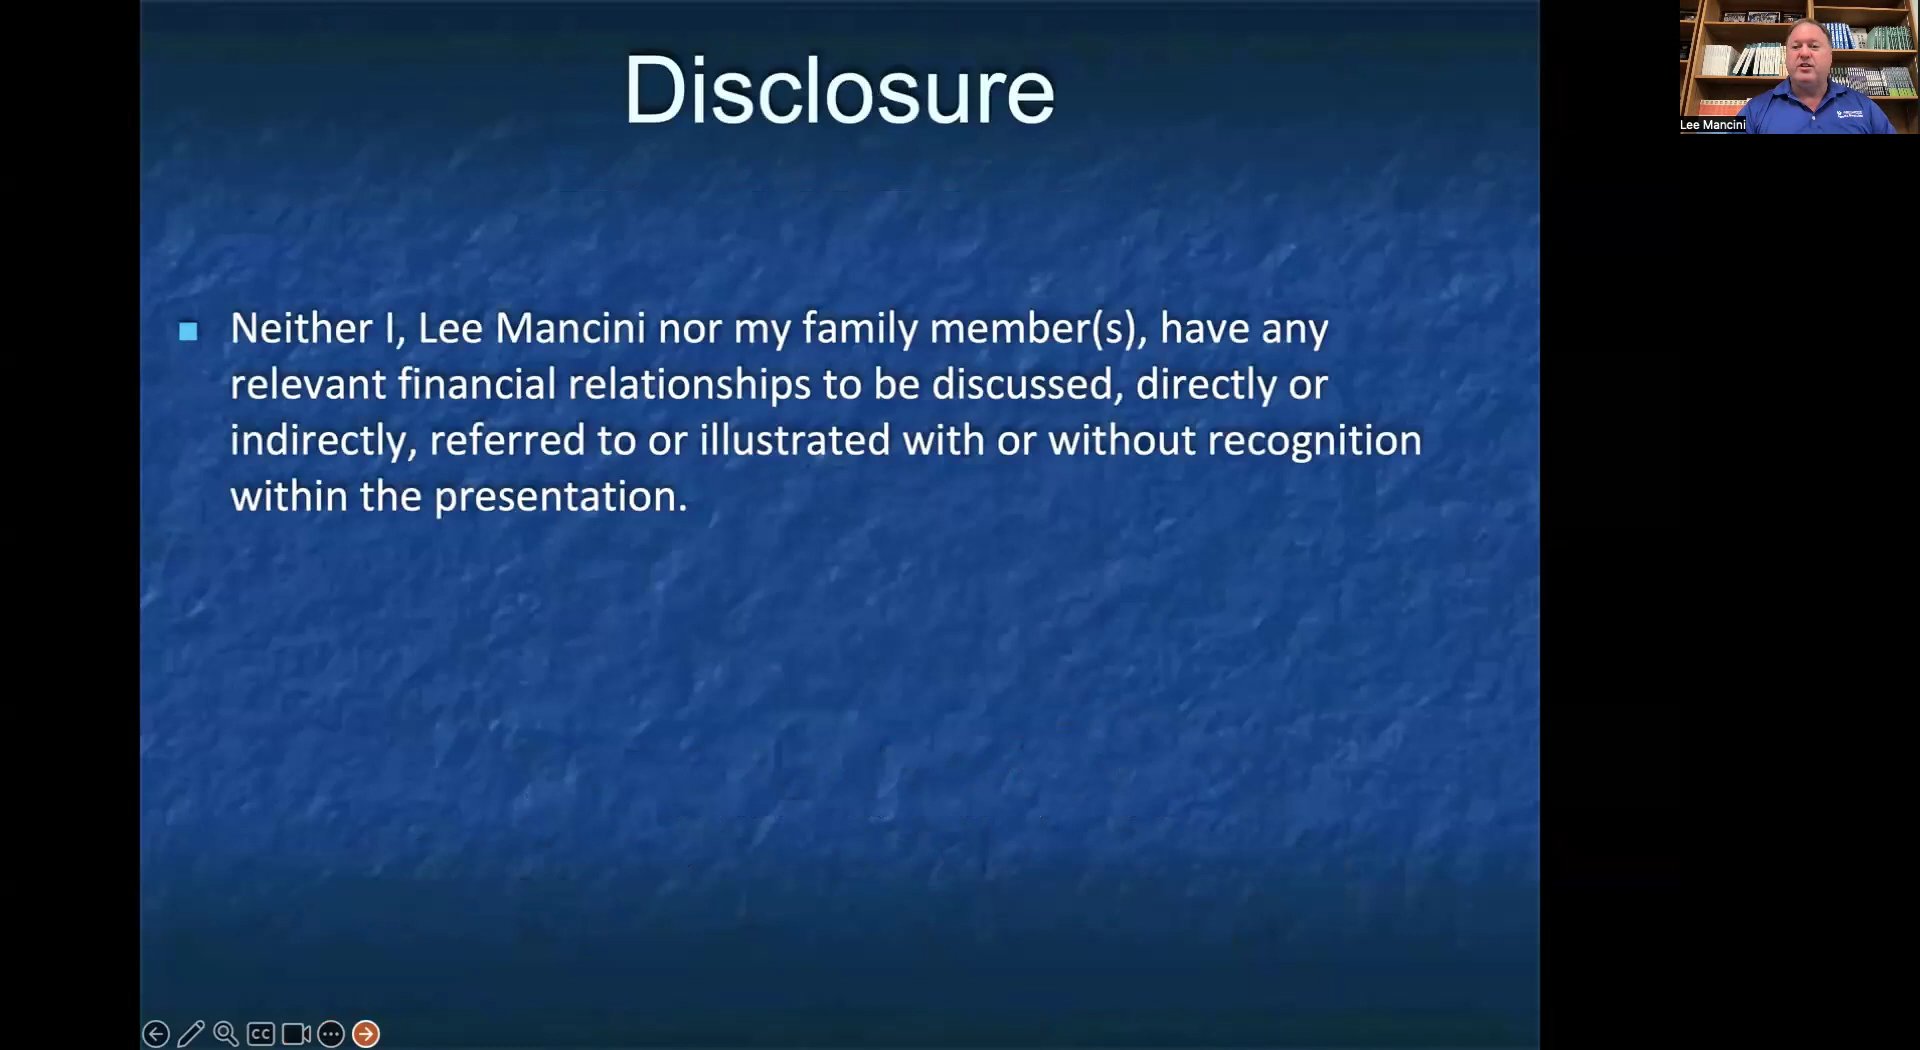 Disclosure
Neither I, Lee Mancini nor my family member(s), have any
relevant financial relationships to be discussed, directly or
indirectly, referred to or illustrated with or without recognition
within the presentation.
Lee Mancini
CC